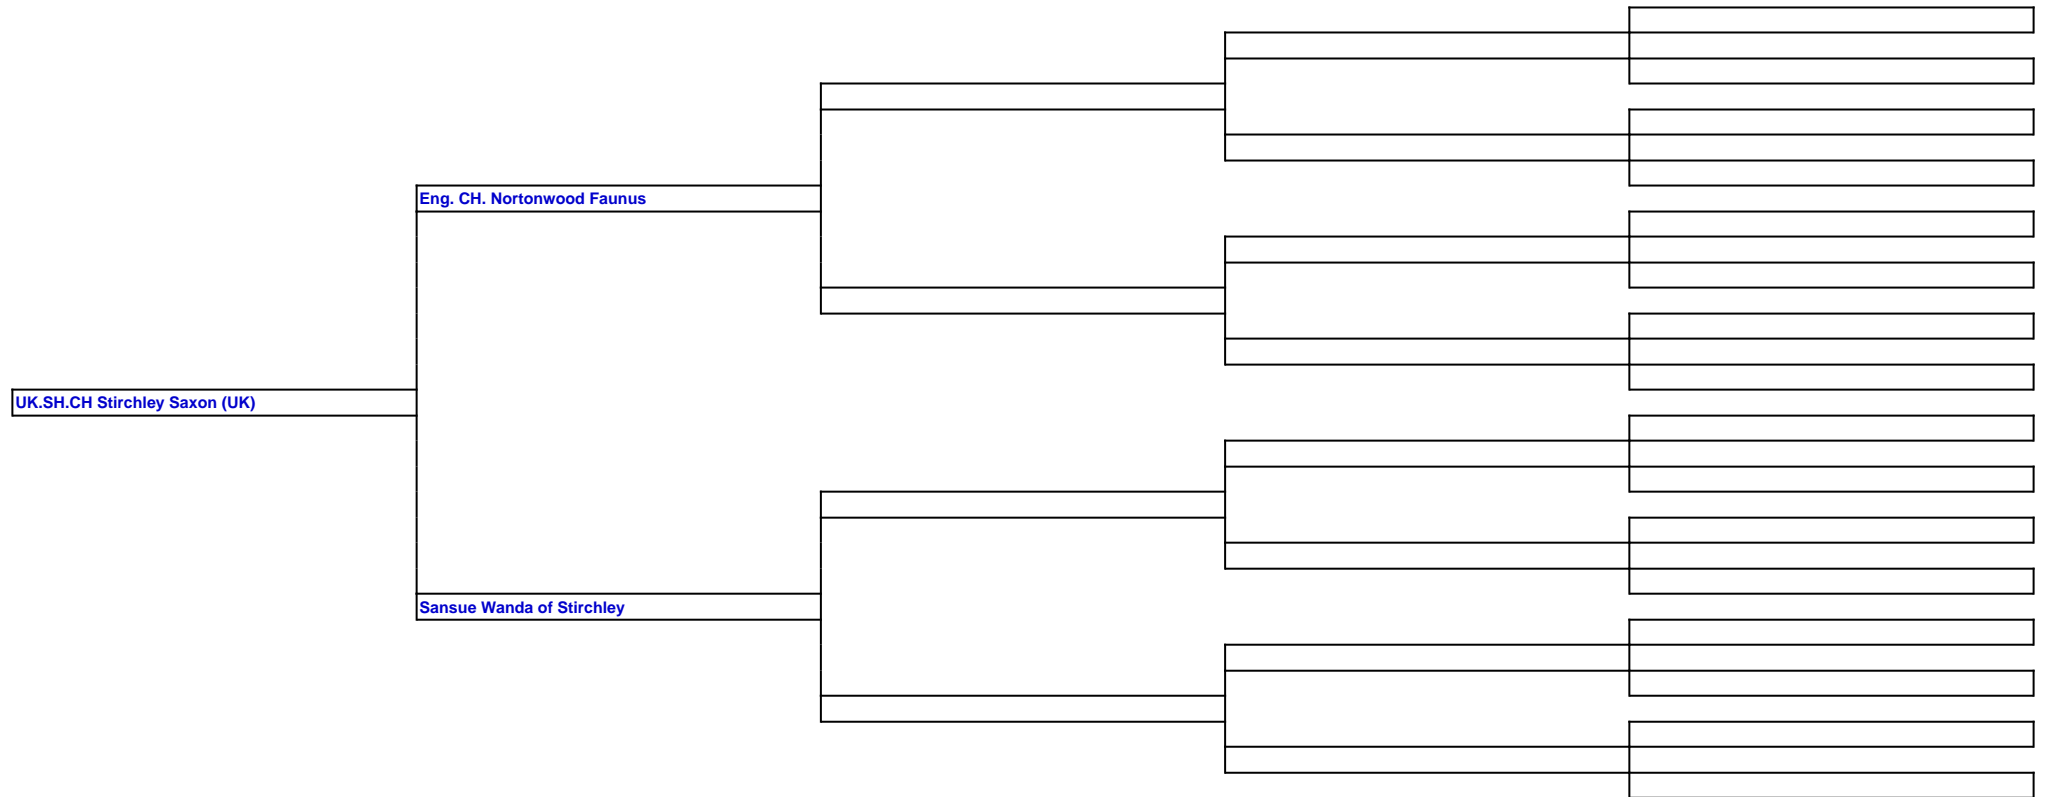 Eng. CH. Nortonwood Faunus
UK.SH.CH Stirchley Saxon (UK)
Sansue Wanda of Stirchley